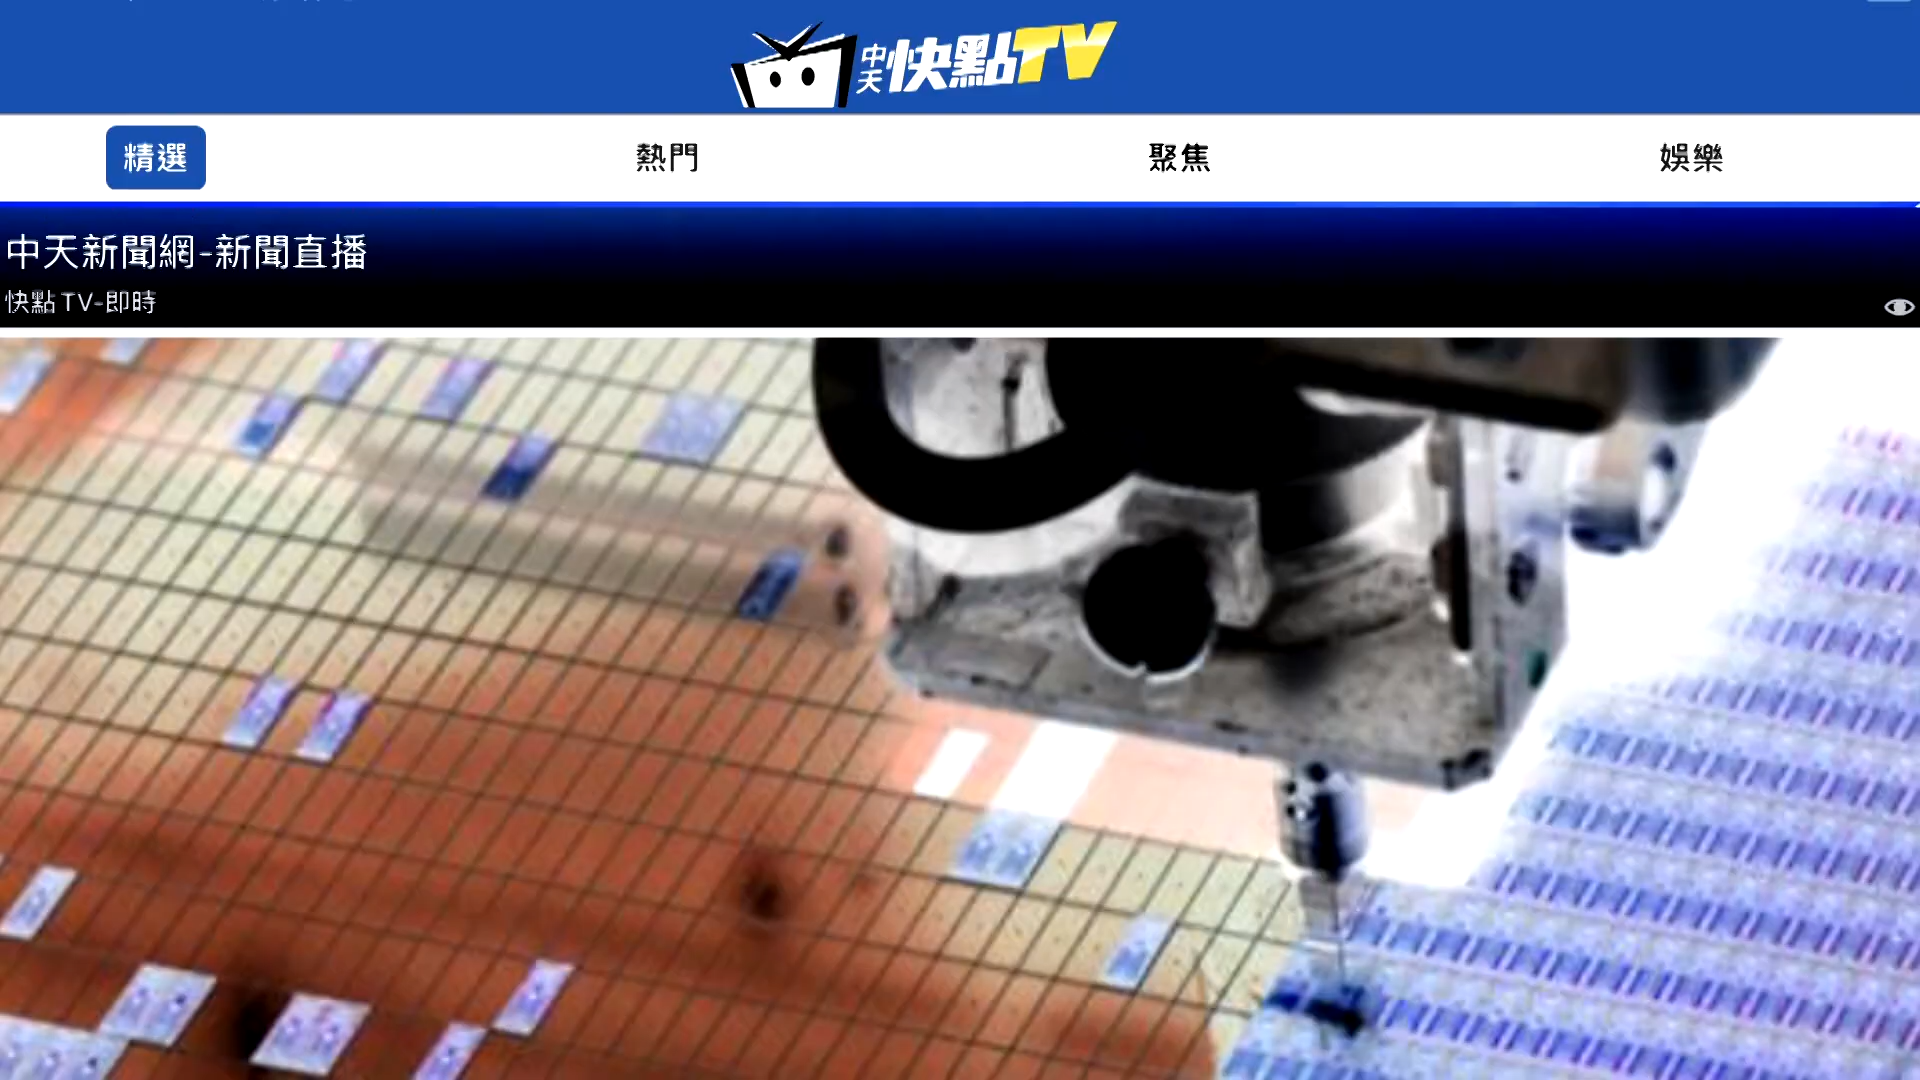 中天快點TV
精選
熱門
聚焦
娛樂
中天新聞網-新聞直播
快點TV-即時